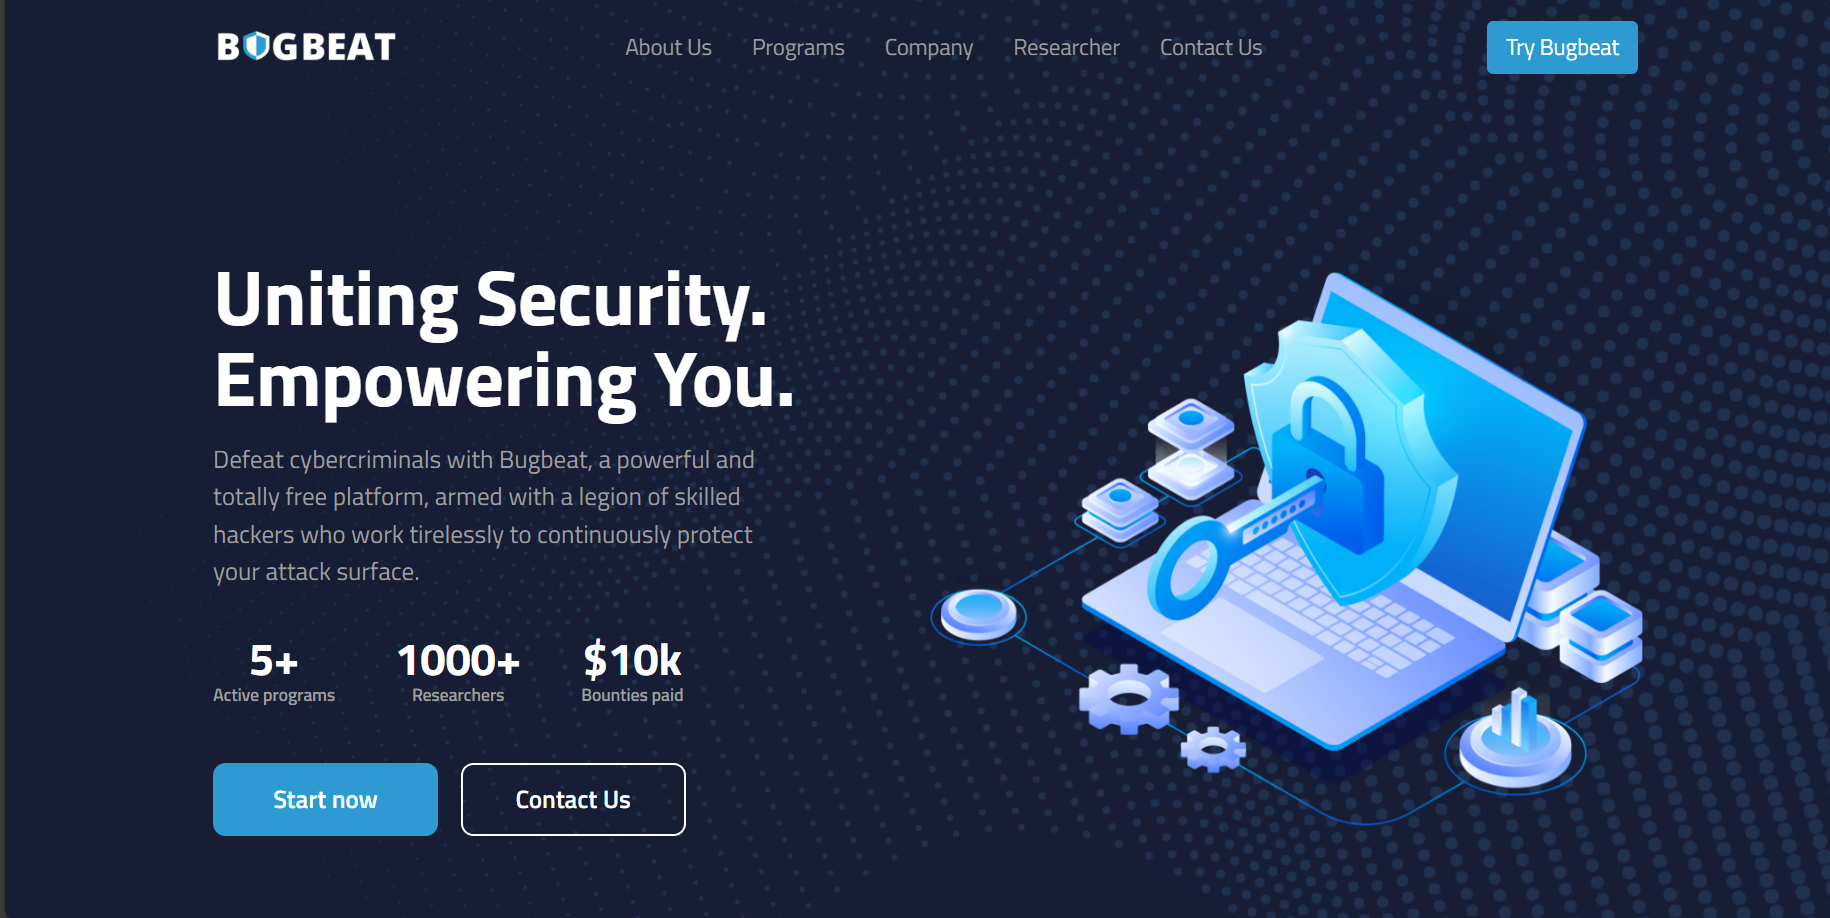 BUGBEAT
About Us Programs Company Researcher Contact Us
Try Bugbeat
Uniting Security.
Empowering You.
Defeat cybercriminals with Bugbeat, a powerful and
totally free platform, armed with a legion of skilled
hackers who work tirelessly to continuously protect
your attack surface.
5+ 1000+ $10k
Active programs Researchers Bounties paid
Start now Contact Us